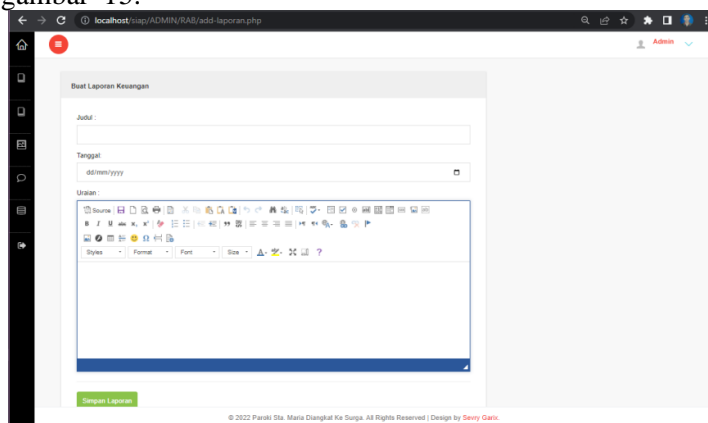 gambar 15.
localhost/siap/ADMIN/RAB/add-laporan.php
Admin
Buat Laporan Keuangan
Judul :
Tanggal:
dd/mm/yyyy
Uraian :
Source
B I U abc x, x'
Styles Format Font Size A ?
Simpan Laporan
© 2022 Paroki Sta. Maria Diangkat Ke Surga. All Rights Reserved | Design by Sevry Garix.